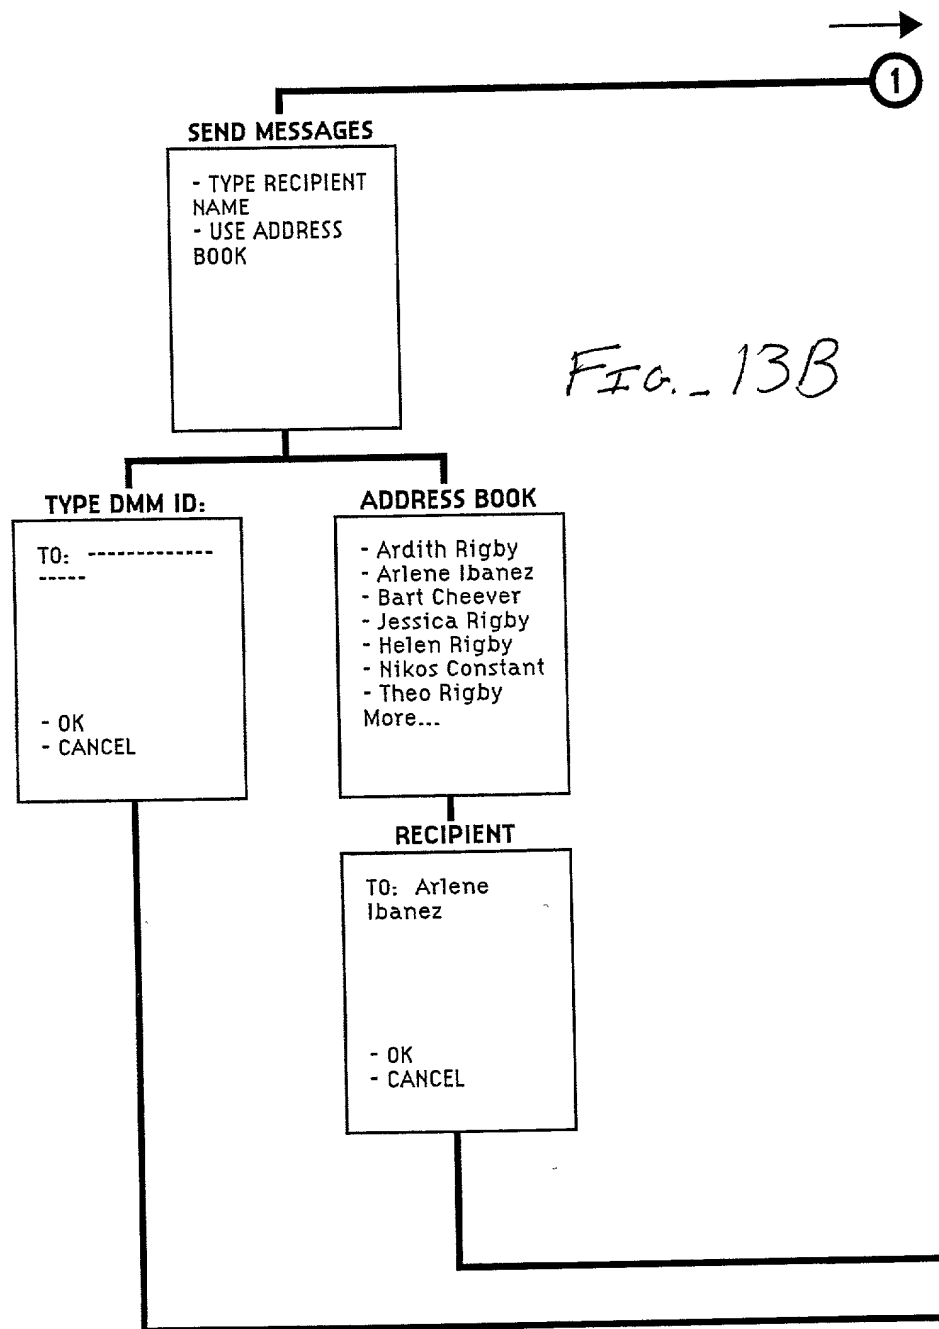 1
SEND MESSAGES
- TYPE RECIPIENT
NAME
- USE ADDRESS
BOOK
FIG._13B
TYPE DMM ID:
TO: -------------
-----
- OK
- CANCEL
ADDRESS BOOK
- Ardith Rigby
- Arlene Ibanez
- Bart Cheever
- Jessica Rigby
- Helen Rigby
- Nikos Constant
- Theo Rigby
More...
RECIPIENT
TO: Arlene
Ibanez
- OK
- CANCEL